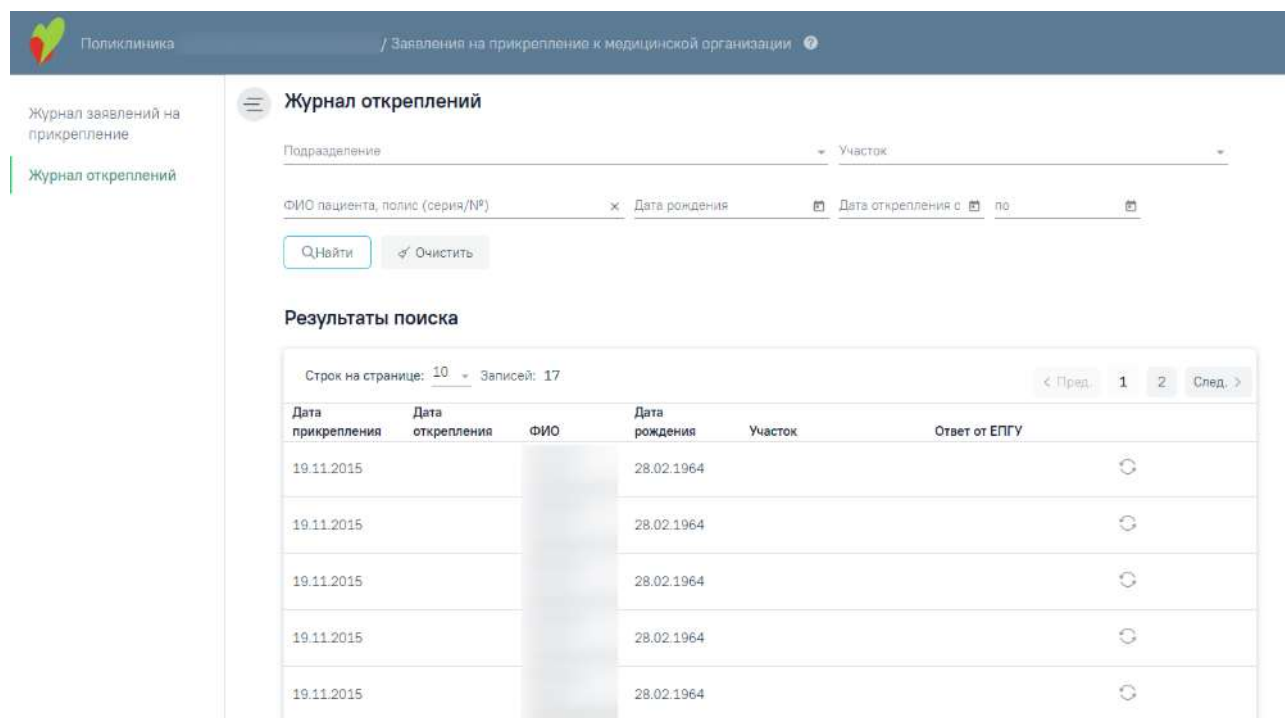 Поликлиника / Заявления на прикрепление к медицинской организации ?
Журнал заявлений на
прикрепление
Журнал откреплений
Журнал откреплений
Подразделение Участок
ФИО пациента, полис (серия/№) Дата рождения Дата открепления с по
Найти Очистить
Результаты поиска
Строк на странице: 10 Записей: 17 < Пред. 1 2 След. >
Дата Дата Дата
прикрепления открепления ФИО рождения Участок Ответ от ЕПГУ
19.11.2015 28.02.1964
19.11.2015 28.02.1964
19.11.2015 28.02.1964
19.11.2015 28.02.1964
19.11.2015 28.02.1964